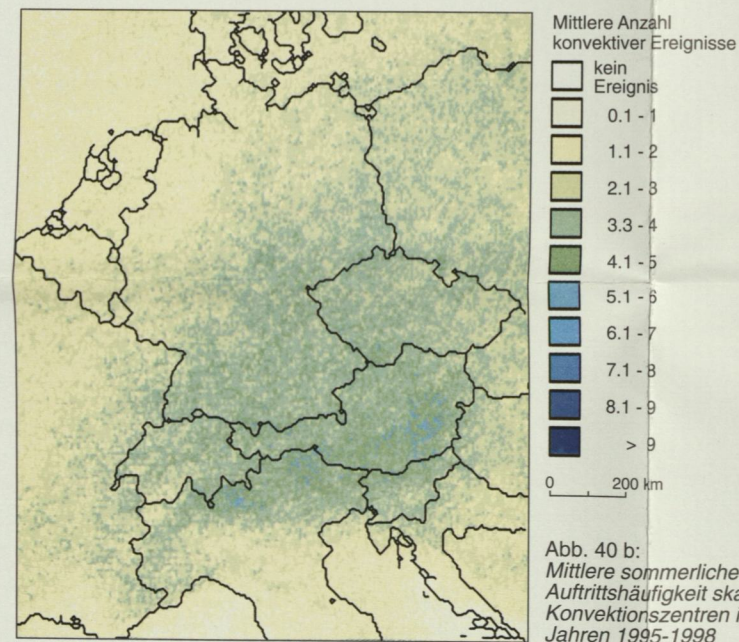 Mittlere Anzahl
konvektiver Ereignisse
kein
Ereignis
0.1 - 1
1.1 - 2
2.1 - 3
3.3 - 4
4.1 - 5
5.1 - 6
6.1 - 7
7.1 - 8
8.1 - 9
> 9
0 200 km
Abb. 40 b:
Mittlere sommerliche
Auftrittshäufigkeit
Konvektionszentren
Jahren 1995-1998